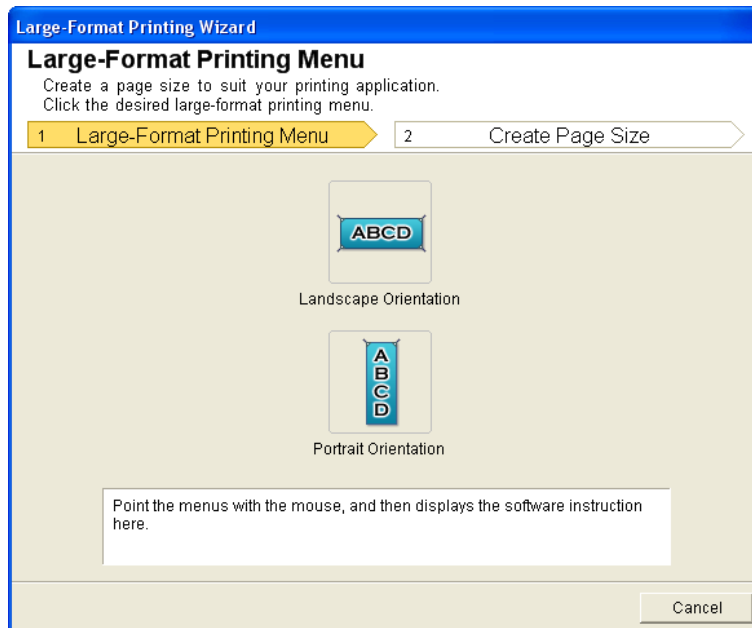 Large-Format Printing Wizard
Large-Format Printing Menu
Create a page size to suit your printing application.
Click the desired large-format printing menu.
1 Large-Format Printing Menu 2 Create Page Size
ABCD
Landscape Orientation
A
B
C
D
Portrait Orientation
Point the menus with the mouse, and then displays the software instruction
here.
Cancel